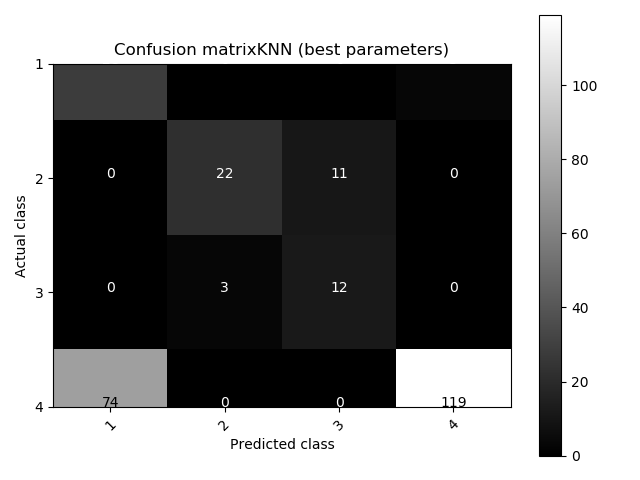 Confusion matrixKNN (best parameters)
Actual class
1
2
3
4
0 22 11 0
0 3 12 0
74 0 0 119
1 2 3 4
Predicted class
100
80
60
40
20
0